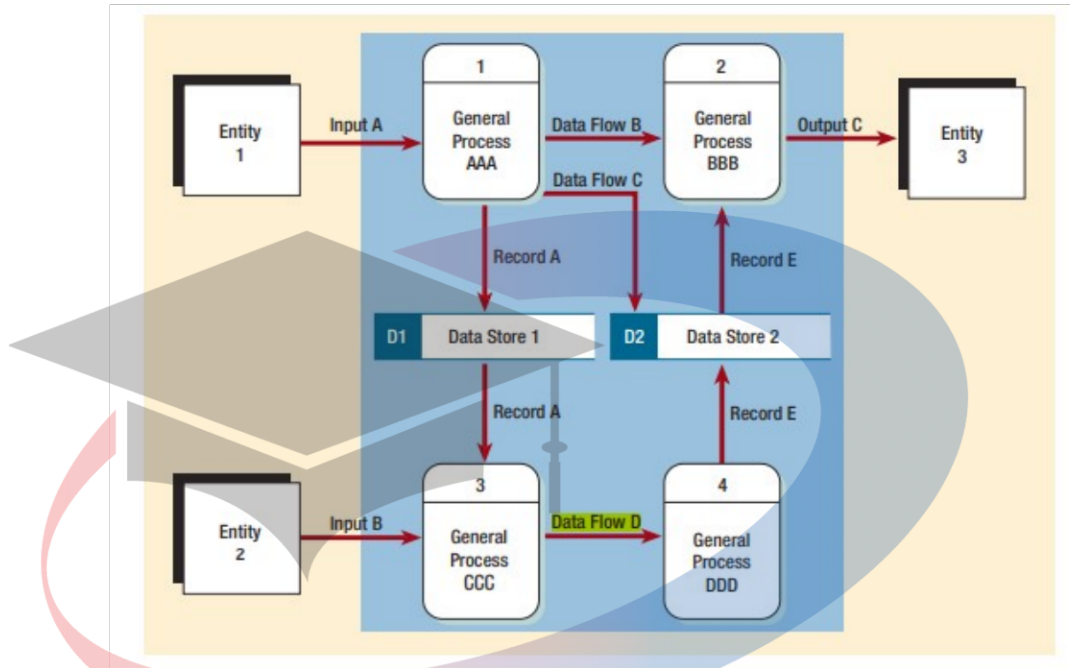 1
General
Process
AAA
2
General
Process
BBB
Entity
1
Input A
Data Flow B
Output C
Entity
3
Data Flow C
Record A
Record E
D1 Data Store 1
D2 Data Store 2
Record A
Record E
3
General
Process
CCC
4
General
Process
DDD
Entity
2
Input B
Data Flow D